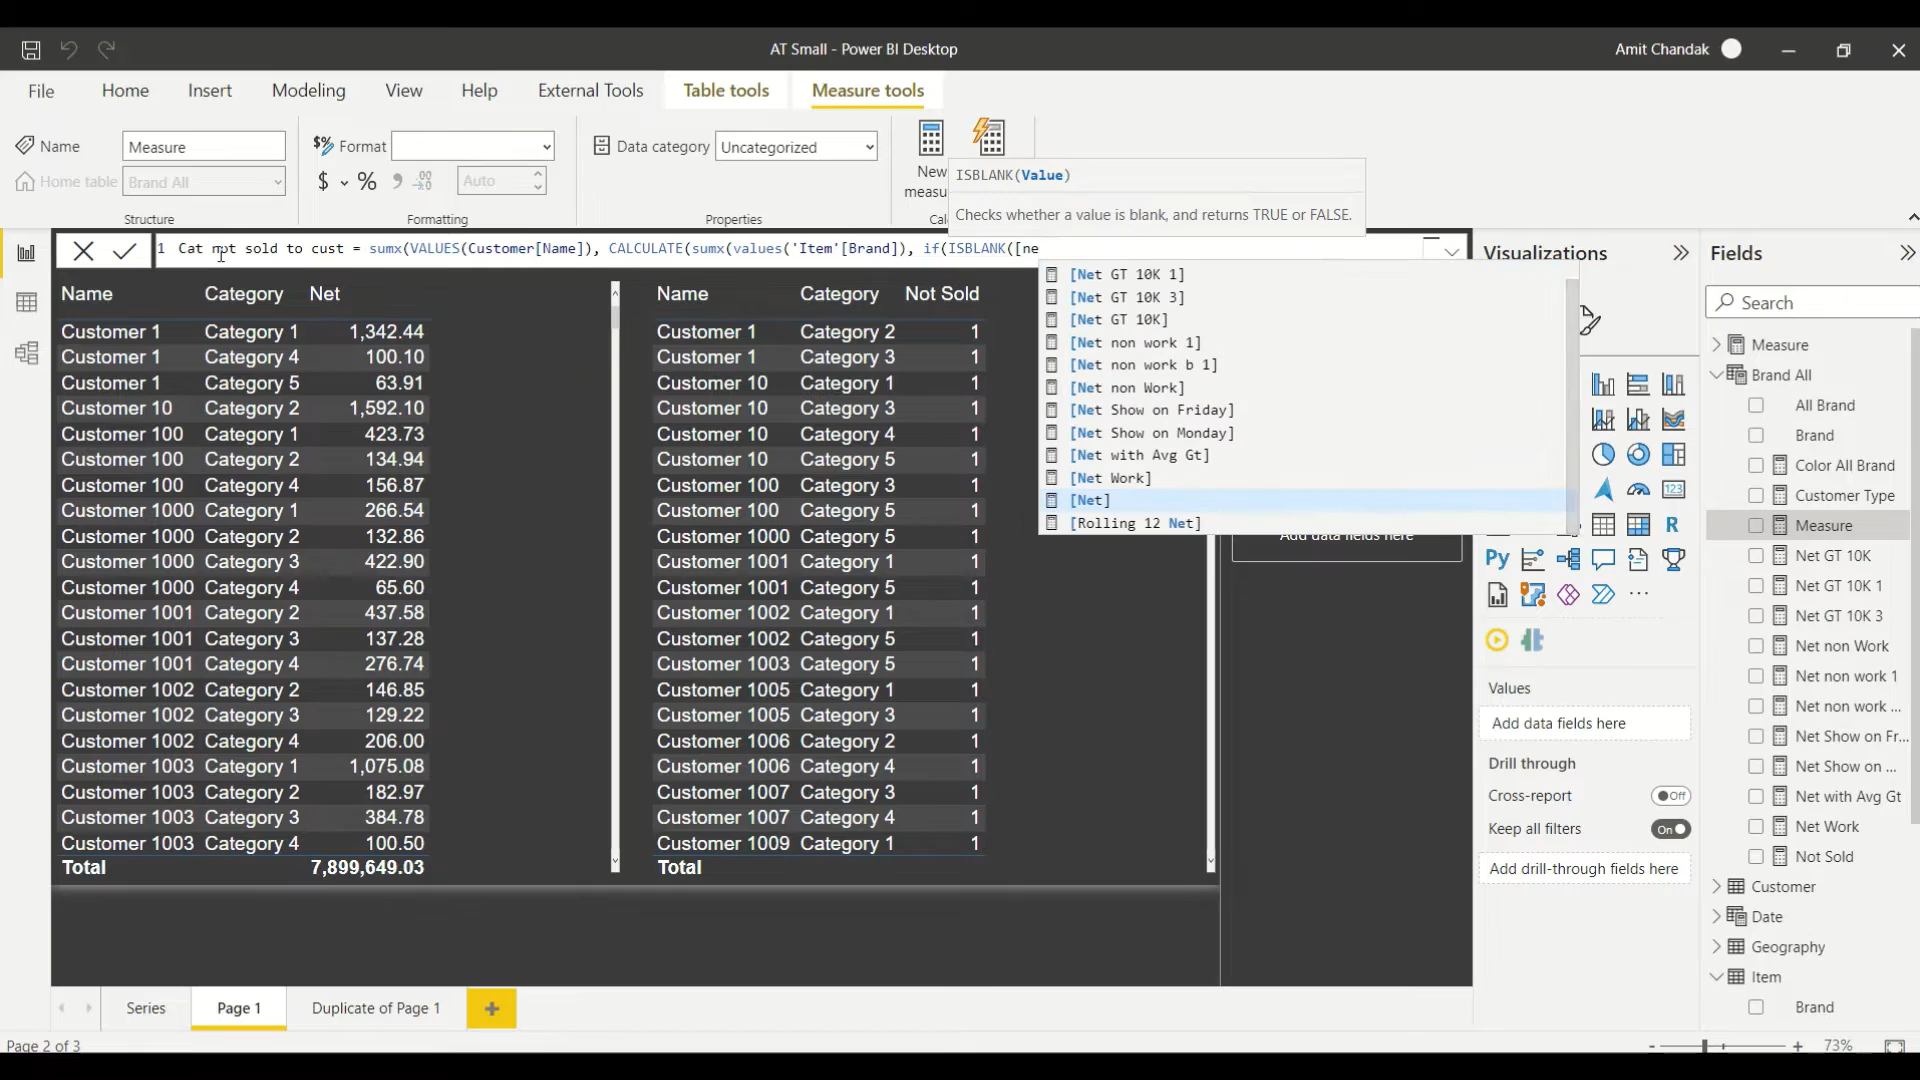 AT Small - Power BI Desktop
Amit Chandak
File
Home
Insert
Modeling
View
Help
External Tools
Table tools
Measure tools
Name
Measure
$% Format
Data category
Uncategorized
New
measu
Home table
Brand All
$
%
Auto
Structure
Formatting
Properties
Cal
ISBLANK(Value)
Checks whether a value is blank, and returns TRUE or FALSE.
1 Cat not sold to cust = sumx(VALUES(Customer[Name]), CALCULATE(sumx(values('Item'[Brand]), if(ISBLANK([ne
[Net GT 10K 1]
[Net GT 10K 3]
[Net GT 10K]
[Net non work 1]
[Net non work b 1]
[Net non Work]
[Net Show on Friday]
[Net Show on Monday]
[Net with Avg Gt]
[Net Work]
[Net]
[Rolling 12 Net]
Name Category Net
Customer 1 Category 1 1,342.44
Customer 1 Category 4 100.10
Customer 1 Category 5 63.91
Customer 10 Category 2 1,592.10
Customer 100 Category 1 423.73
Customer 100 Category 2 134.94
Customer 100 Category 4 156.87
Customer 1000 Category 1 266.54
Customer 1000 Category 2 132.86
Customer 1000 Category 3 422.90
Customer 1000 Category 4 65.60
Customer 1001 Category 2 437.58
Customer 1001 Category 3 137.28
Customer 1001 Category 4 276.74
Customer 1002 Category 2 146.85
Customer 1002 Category 3 129.22
Customer 1002 Category 4 206.00
Customer 1003 Category 1 1,075.08
Customer 1003 Category 2 182.97
Customer 1003 Category 3 384.78
Customer 1003 Category 4 100.50
Total 7,899,649.03
Name Category Not Sold
Customer 1 Category 2 1
Customer 1 Category 3 1
Customer 10 Category 1 1
Customer 10 Category 3 1
Customer 10 Category 4 1
Customer 10 Category 5 1
Customer 100 Category 3 1
Customer 100 Category 5 1
Customer 1000 Category 5 1
Customer 1001 Category 1 1
Customer 1001 Category 5 1
Customer 1002 Category 1 1
Customer 1002 Category 5 1
Customer 1003 Category 5 1
Customer 1005 Category 1 1
Customer 1005 Category 3 1
Customer 1006 Category 2 1
Customer 1006 Category 4 1
Customer 1007 Category 3 1
Customer 1007 Category 4 1
Customer 1009 Category 1 1
Total
Add data fields here
Visualizations
123
R
Py
Values
Add data fields here
Drill through
Cross-report
Off
Keep all filters
On
Add drill-through fields here
Fields
Search
Measure
Brand All
All Brand
Brand
Color All Brand
Customer Type
Measure
Net GT 10K
Net GT 10K 1
Net GT 10K 3
Net non Work
Net non work 1
Net non work ...
Net Show on Fr...
Net Show on ...
Net with Avg Gt
Net Work
Not Sold
Customer
Date
Geography
Item
Brand
Series
Page 1
Duplicate of Page 1
+
Page 2 of 3
- + 73%